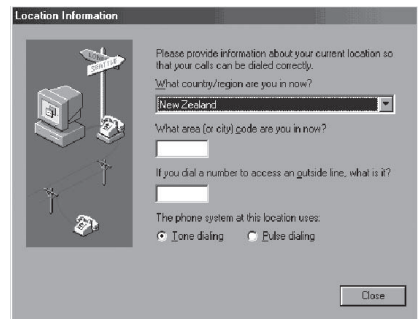 Location Information
SEATTLE
Please provide information about your current location so
that your calls can be dialed correctly.
What country/region are you in now?
New Zealand
What area (or city) code are you in now?
If you dial a number to access an outside line, what is it?
The phone system at this location uses:
Tone dialing
Pulse dialing
Close